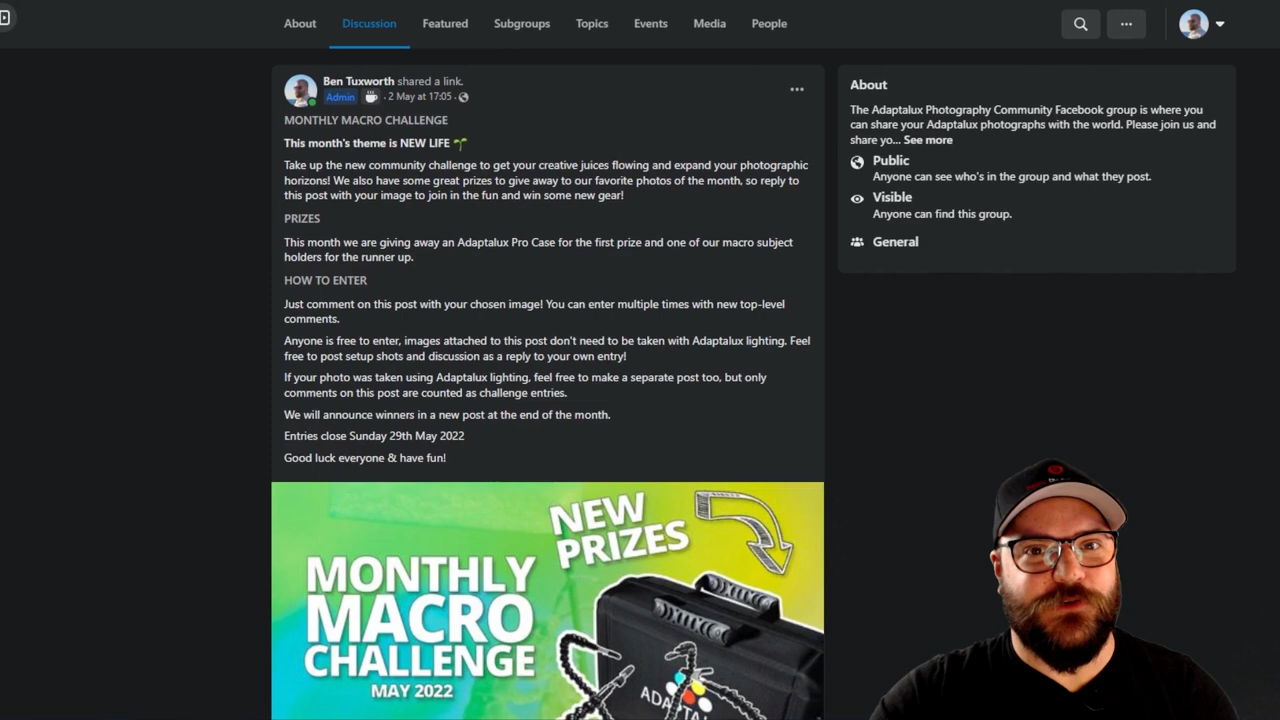 About
Discussion
Featured
Subgroups
Topics
Events
Media
People
Ben Tuxworth shared a link.
Admin · 2 May at 17:05 ·
MONTHLY MACRO CHALLENGE
This month's theme is NEW LIFE
Take up the new community challenge to get your creative juices flowing and expand your photographic
horizons! We also have some great prizes to give away to our favorite photos of the month, so reply to
this post with your image to join in the fun and win some new gear!
PRIZES
This month we are giving away an Adaptalux Pro Case for the first prize and one of our macro subject
holders for the runner up.
HOW TO ENTER
Just comment on this post with your chosen image! You can enter multiple times with new top-level
comments.
Anyone is free to enter, images attached to this post don't need to be taken with Adaptalux lighting. Feel
free to post setup shots and discussion as a reply to your own entry!
If your photo was taken using Adaptalux lighting, feel free to make a separate post too, but only
comments on this post are counted as challenge entries.
We will announce winners in a new post at the end of the month.
Entries close Sunday 29th May 2022
Good luck everyone & have fun!
NEW
PRIZES
MONTHLY
MACRO
CHALLENGE
MAY 2022
About
The Adaptalux Photography Community Facebook group is where you
can share your Adaptalux photographs with the world. Please join us and
share yo... See more
Public
Anyone can see who's in the group and what they post.
Visible
Anyone can find this group.
General